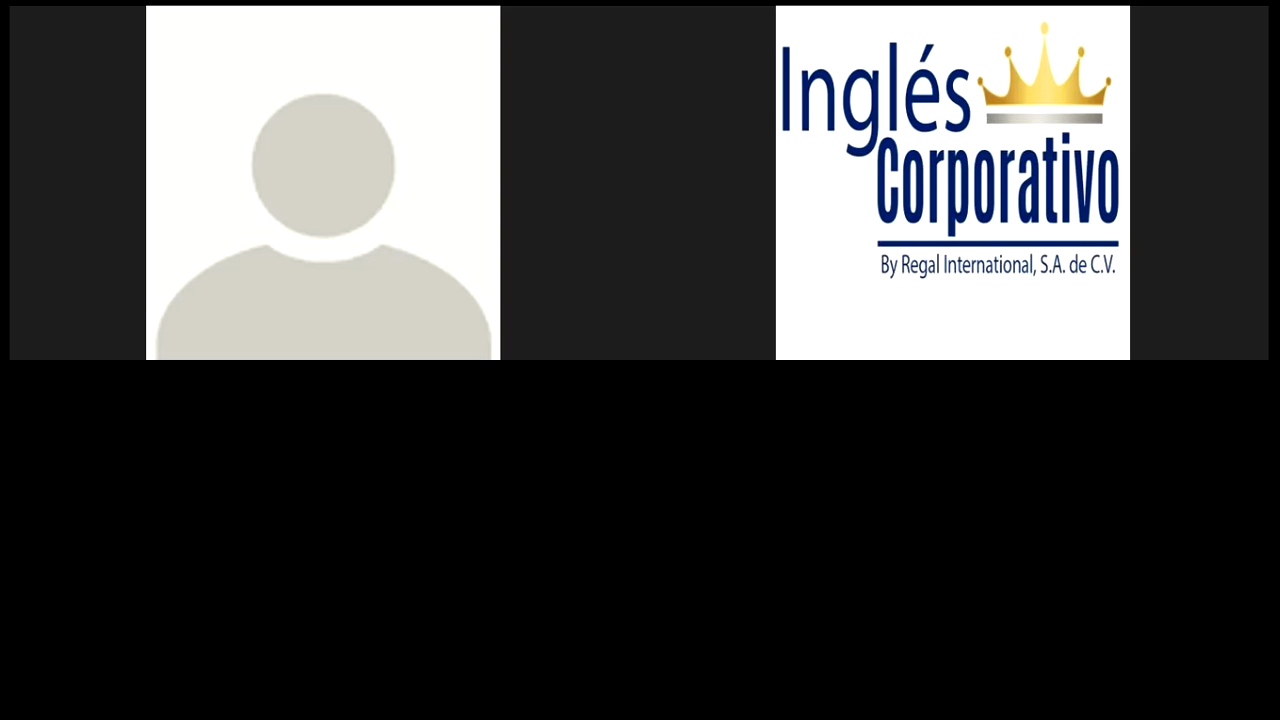 Inglés
Corporativo
By Regal International, S.A. de C.V.